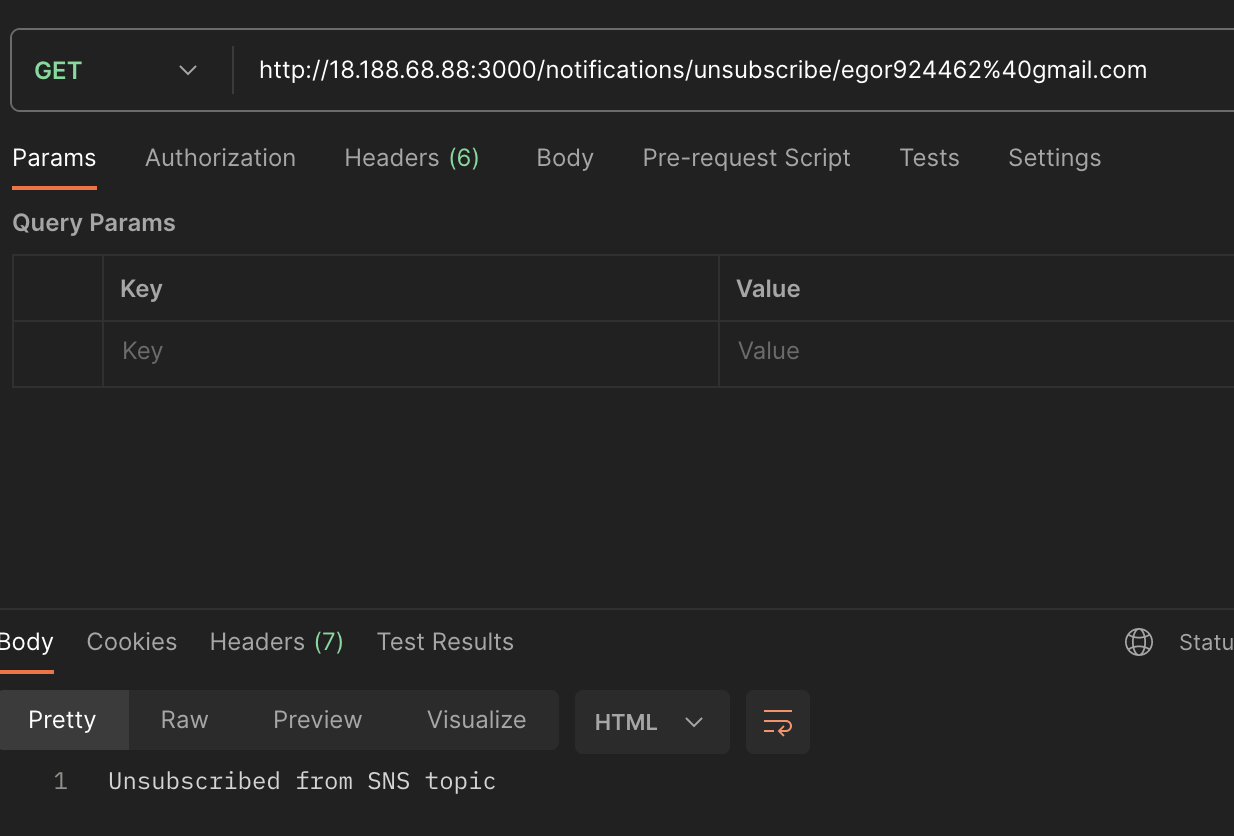 GET http://18.188.68.88:3000/notifications/unsubscribe/egor924462%40gmail.com
Params Authorization Headers (6) Body Pre-request Script Tests Settings
Query Params
Key Value
Key Value
Body Cookies Headers (7) Test Results Statu
Pretty Raw Preview Visualize HTML
1 Unsubscribed from SNS topic